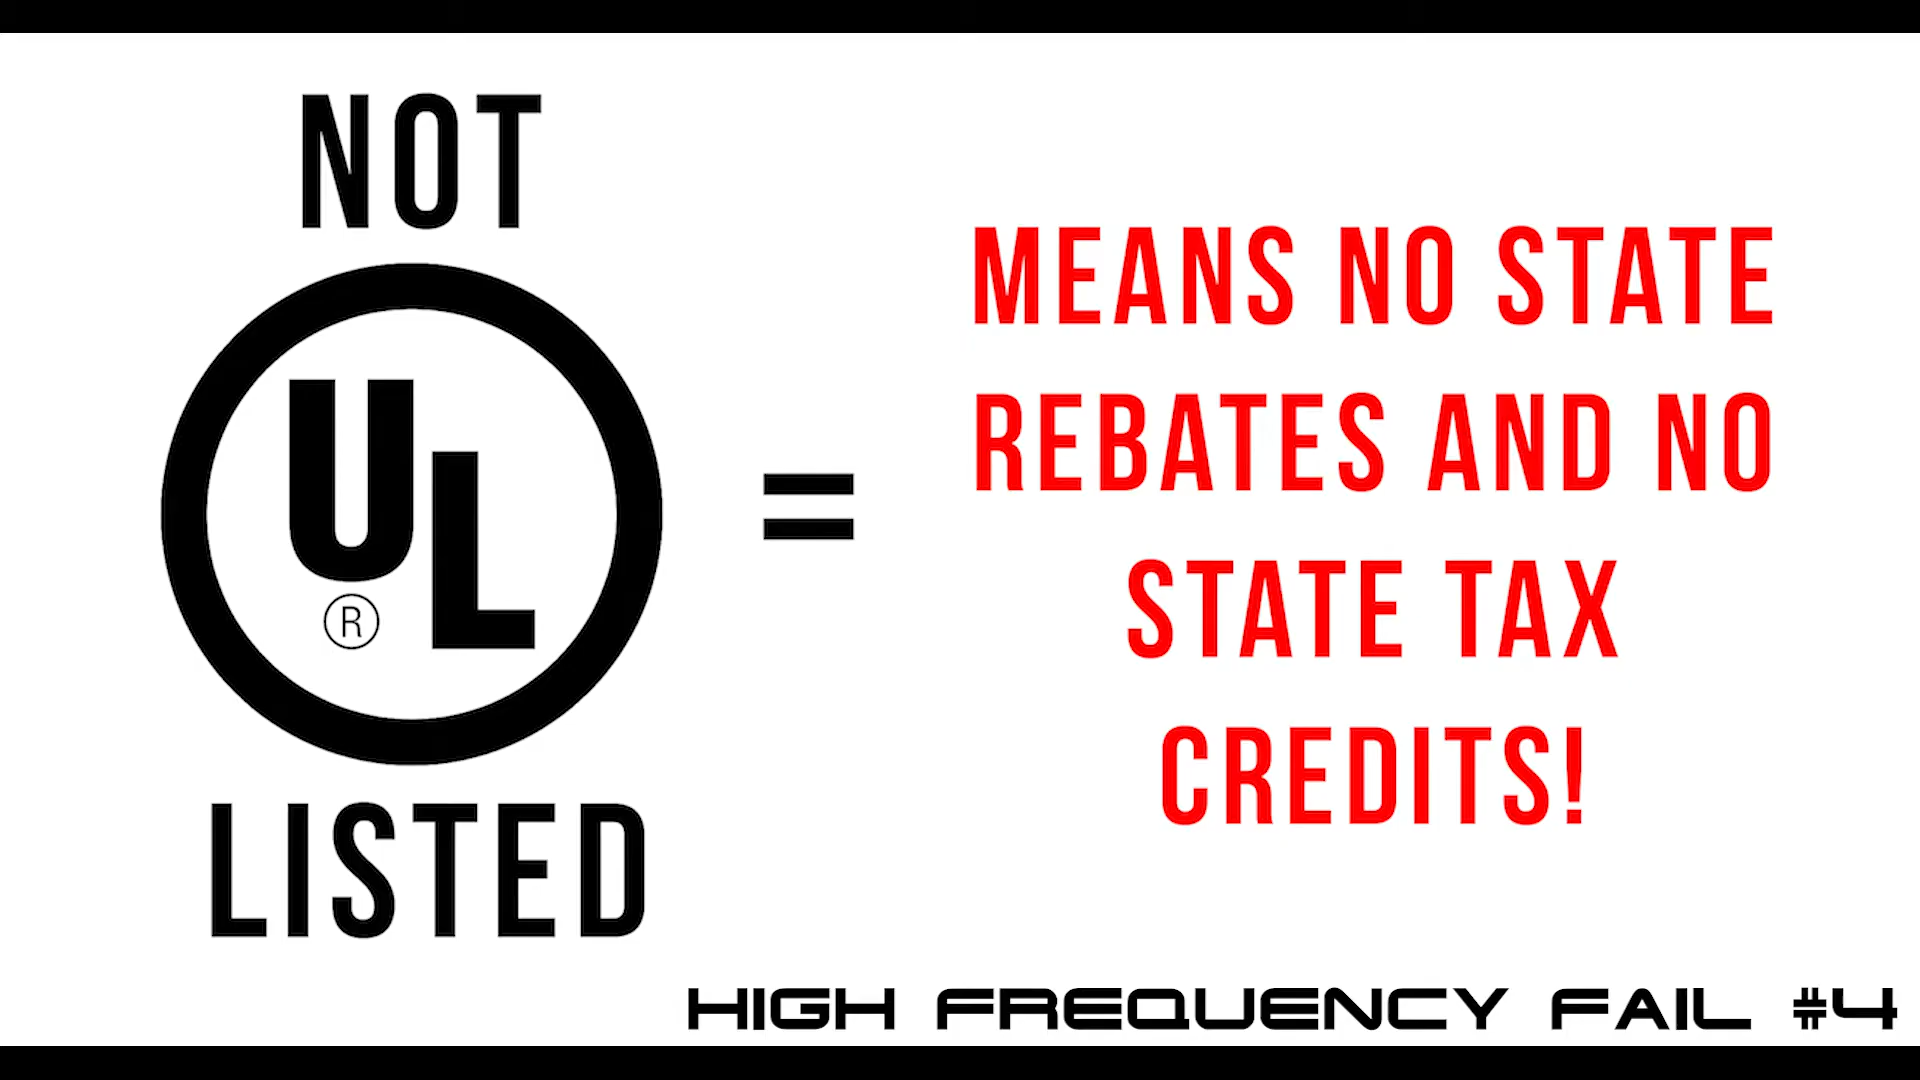 NOT
UL
®
LISTED
=
MEANS NO STATE
REBATES AND NO
STATE TAX
CREDITS!
HIGH FREQUENCY FAIL #4